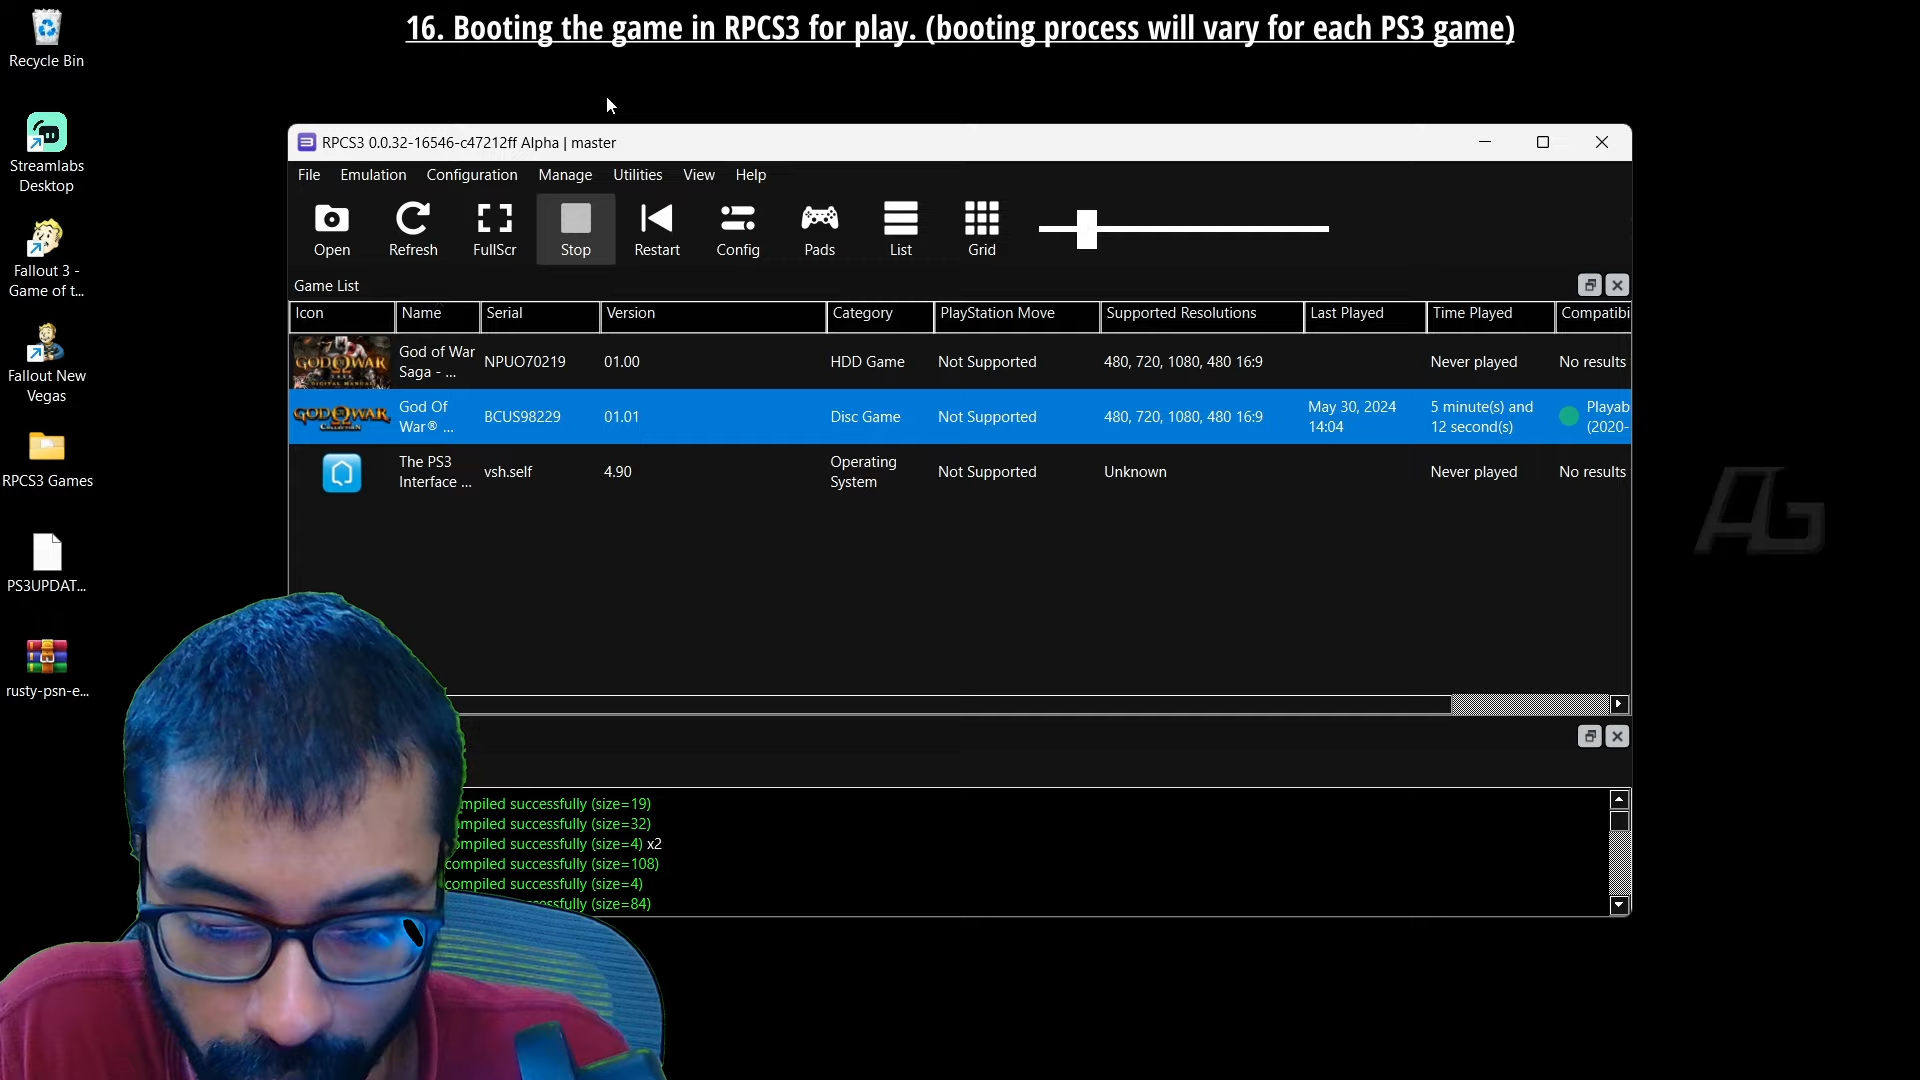 16. Booting the game in RPCS3 for play. (booting process will vary for each PS3 game)
Recycle Bin
Streamlabs
Desktop
Fallout 3 -
Game of t...
Fallout New
Vegas
RPCS3 Games
PS3UPDAT...
rusty-psn-e...
RPCS3 0.0.32-16546-c47212ff Alpha | master
File Emulation Configuration Manage Utilities View Help
Open Refresh FullScr Stop Restart Config Pads List Grid
Game List
Icon Name Serial Version Category PlayStation Move Supported Resolutions Last Played Time Played Compatibi
God of War
Saga - ...
NPUO70219 01.00 HDD Game Not Supported 480, 720, 1080, 480 16:9 Never played No results
GOD OF WAR
COLLECTION
God Of
War® ...
BCUS98229 01.01 Disc Game Not Supported 480, 720, 1080, 480 16:9
May 30, 2024
14:04
5 minute(s) and
12 second(s)
Playab
(2020-
The PS3
Interface ...
vsh.self 4.90
Operating
System
Not Supported Unknown Never played No results
mpiled successfully (size=19)
mpiled successfully (size=32)
ompiled successfully (size=4) x2
compiled successfully (size=108)
compiled successfully (size=4)
cessfully (size=84)
AG